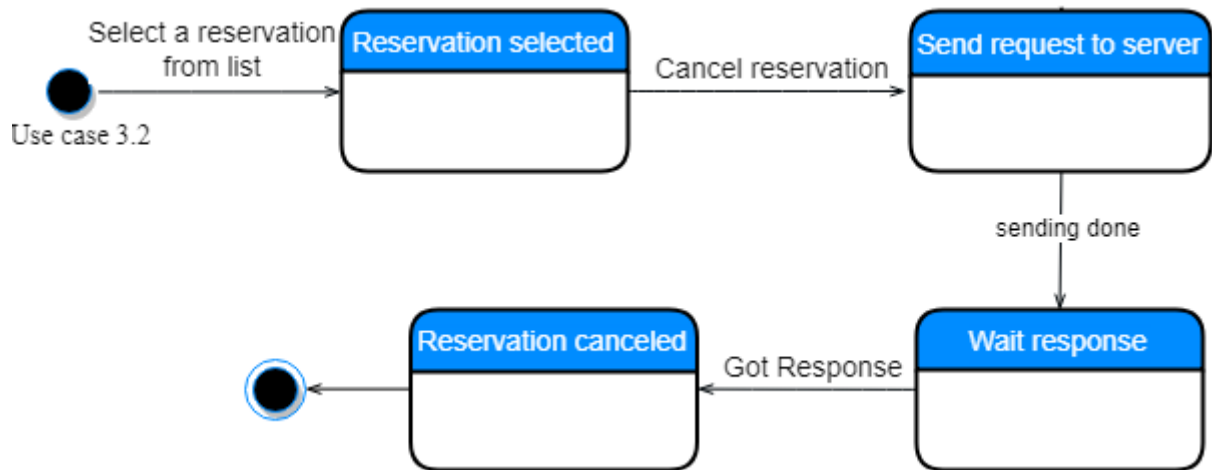 Select a reservation
from list
Reservation selected
Cancel reservation
Send request to server
Use case 3.2
sending done
Wait response
Got Response
Reservation canceled